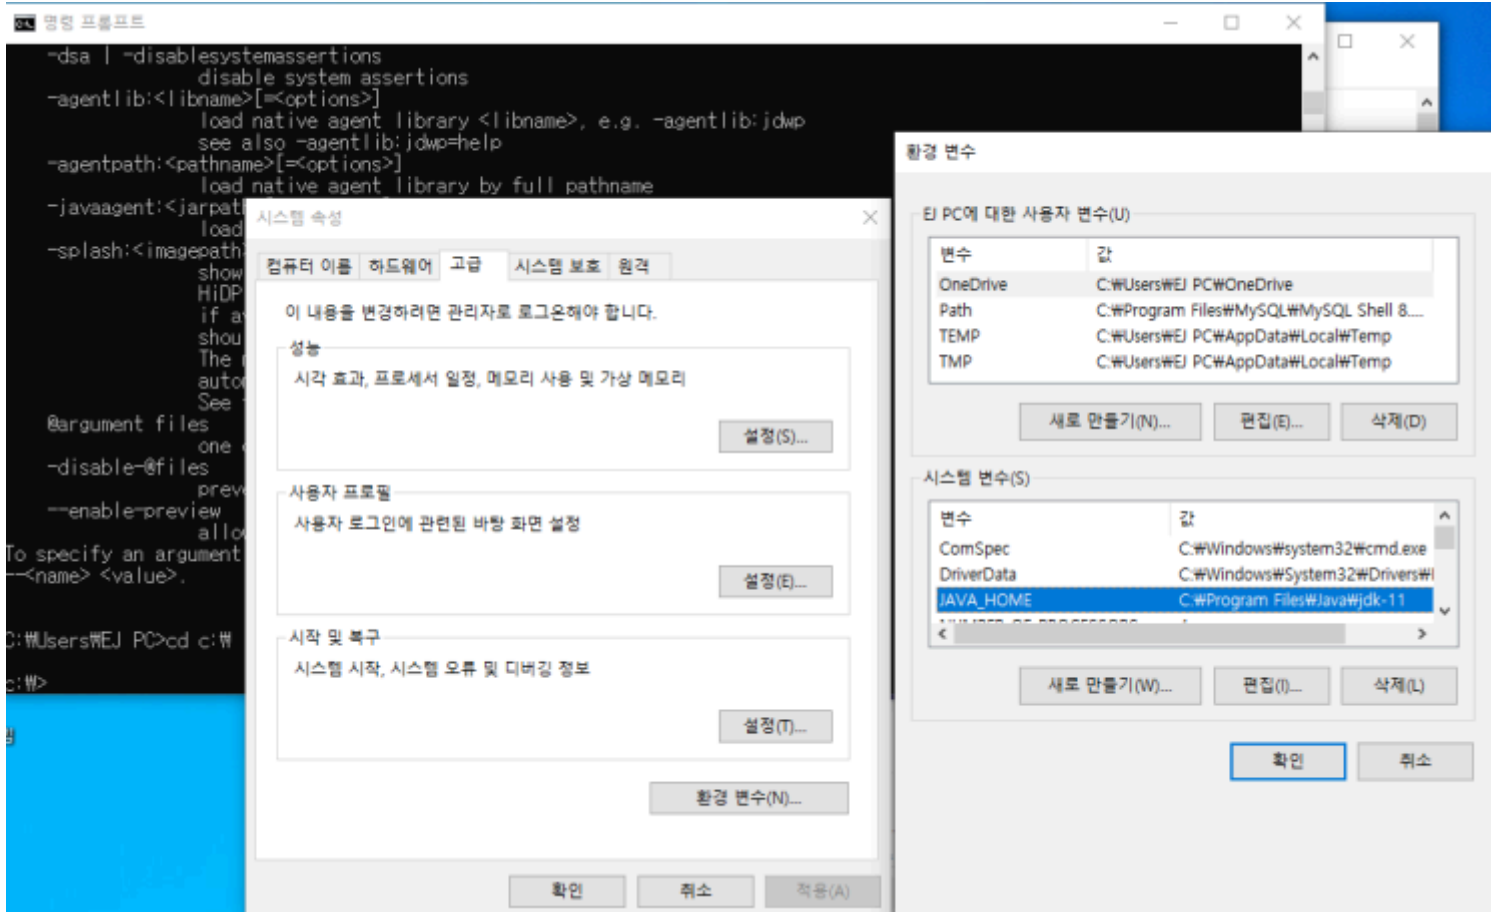 명령 프롬프트
-dsa | -disablesystemassertions
disable system assertions
-agentlib:<libname>[=<options>]
load native agent library <libname>, e.g. -agentlib:jdwp
see also -agentlib:jdwp=help
-agentpath:<pathname>[=<options>]
load native agent library by full pathname
-javaagent:<jarpat
load
-splash:<imagepath
show
HiDP
if a
shou
The
auto
See
@argument files
one
-disable-@files
prev
--enable-preview
allo
To specify an argument
--<name> <value>.
C:₩Users₩EJ PC>cd c:₩
c:₩>
시스템 속성
컴퓨터 이름 하드웨어 고급 시스템 보호 원격
이 내용을 변경하려면 관리자로 로그온해야 합니다.
성능
시각 효과, 프로세서 일정, 메모리 사용 및 가상 메모리
설정(S)...
사용자 프로필
사용자 로그인에 관련된 바탕 화면 설정
설정(E)...
시작 및 복구
시스템 시작, 시스템 오류 및 디버깅 정보
설정(T)...
환경 변수(N)...
확인 취소 적용(A)
환경 변수
EJ PC에 대한 사용자 변수(U)
변수 값
OneDrive C:₩Users₩EJ PC₩OneDrive
Path C:₩Program Files₩MySQL₩MySQL Shell 8....
TEMP C:₩Users₩EJ PC₩AppData₩Local₩Temp
TMP C:₩Users₩EJ PC₩AppData₩Local₩Temp
새로 만들기(N)... 편집(E)... 삭제(D)
시스템 변수(S)
변수 값
ComSpec C:₩Windows₩system32₩cmd.exe
DriverData C:₩Windows₩System32₩Drivers₩
JAVA_HOME C:₩Program Files₩Java₩jdk-11
새로 만들기(W)... 편집(I)... 삭제(L)
확인 취소